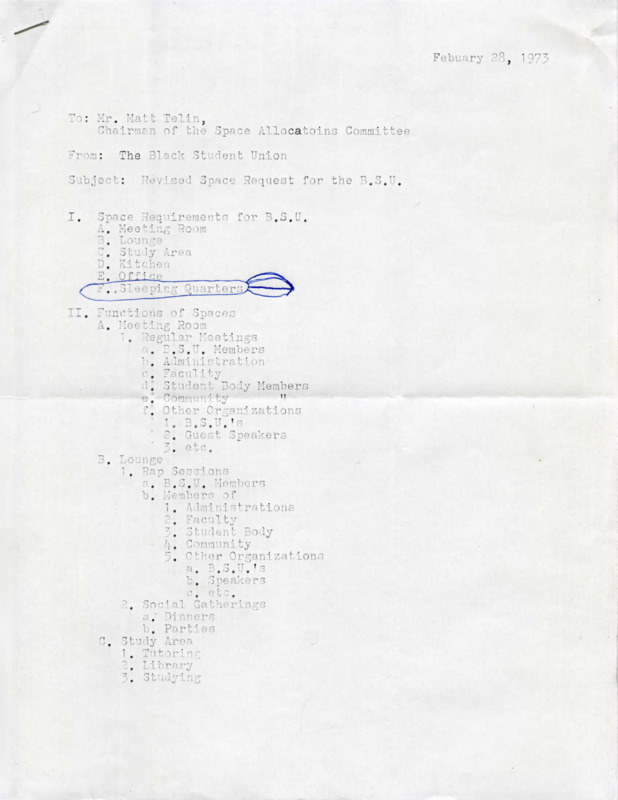 Febuary 28, 1973
To: Mr. Matt Telin,
Chairman of the Space Allocatoins Committee
From: The Black Student Union
Subject: Revised Space Request for the B.S.U.
I. Space Requirements for B.S.U.
A. Meeting Room
B. Lounge
C. Study Area
D. Kitchen
E. Office
F. Sleeping Quarters
II. Functions of Spaces
A. Meeting Room
1. Regular Meetings
a. B.S.U. Members
b. Administration
c. Faculity
d. Student Body Members
e. Community "
f. Other Organizations
1. B.S.U.'s
2. Guest Speakers
3. etc.
B. Lounge
1. Rap Sessions
a. B.S.U. Members
b. Members of
1. Administrations
2. Faculty
3. Student Body
4. Community
5. Other Organizations
a. B.S.U.'s
b. Speakers
c. etc.
2. Social Gatherings
a. Dinners
b. Parties
C. Study Area
1. Tutoring
2. Library
3. Studying